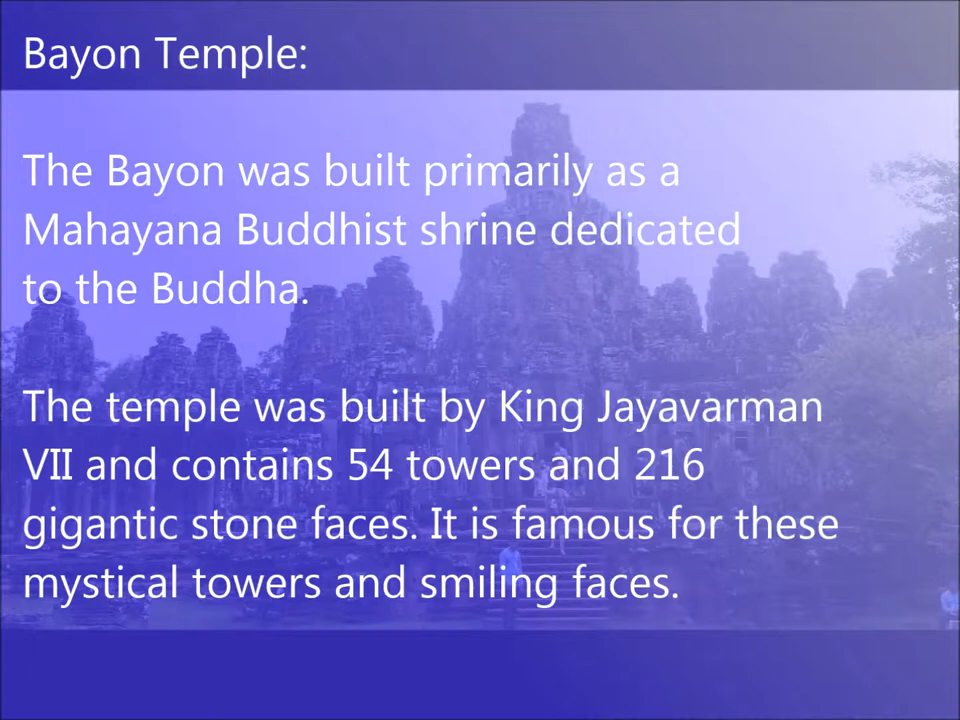 Bayon Temple:
The Bayon was built primarily as a
Mahayana Buddhist shrine dedicated
to the Buddha.
The temple was built by King Jayavarman
VII and contains 54 towers and 216
gigantic stone faces. It is famous for these
mystical towers and smiling faces.